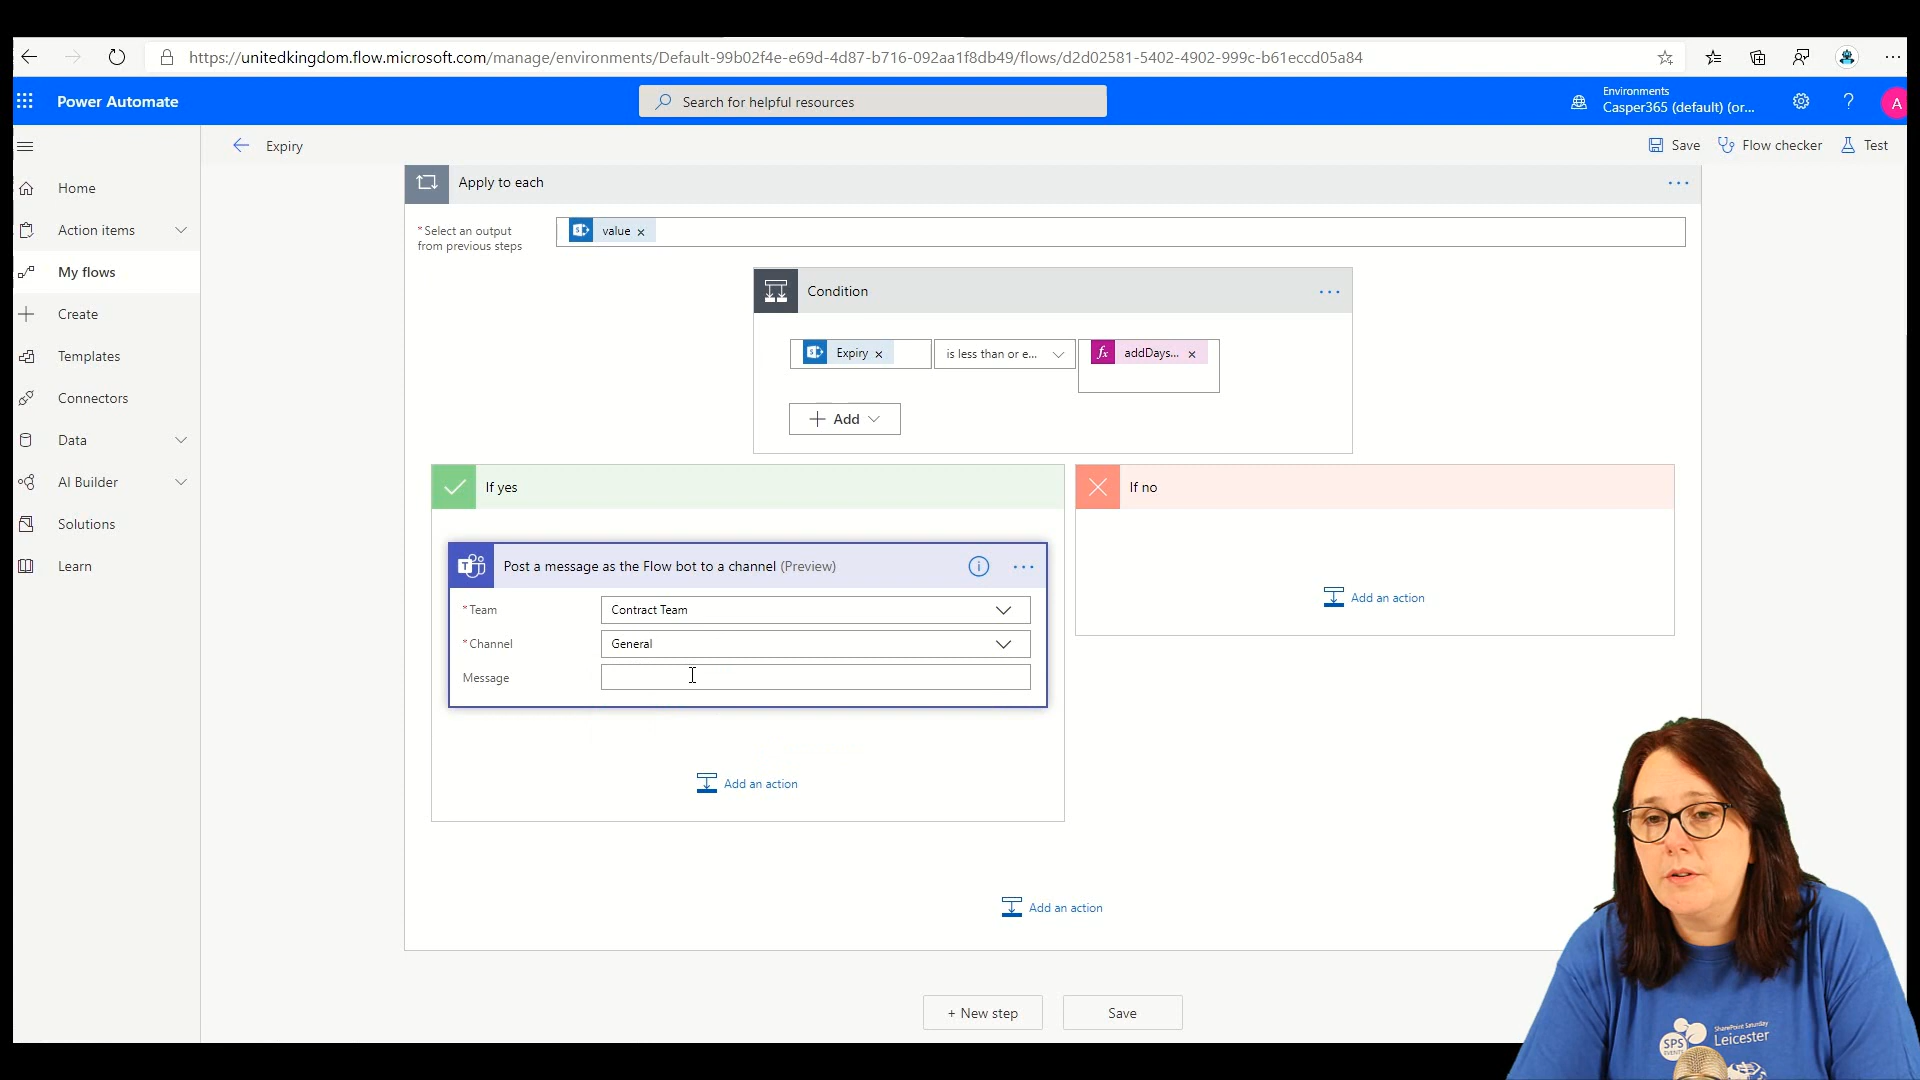 https://unitedkingdom.flow.microsoft.com/manage/environments/Default-99b02f4e-e69d-4d87-b716-092aa1f8db49/flows/d2d02581-5402-4902-999c-b61eccd05a84
Power Automate
Search for helpful resources
Environments
Casper365 (default) (or...
?
A
Expiry
Save
Flow checker
Test
Home
Action items
My flows
Create
Templates
Connectors
Data
AI Builder
Solutions
Learn
Apply to each
* Select an output
from previous steps
value
Condition
Expiry
is less than or e...
fx
addDays...
Add
If yes
If no
T
Post a message as the Flow bot to a channel (Preview)
* Team
Contract Team
* Channel
General
Message
Add an action
Add an action
Add an action
+ New step
Save
SharePoint Saturday
Leicester
SPS
EVENTS